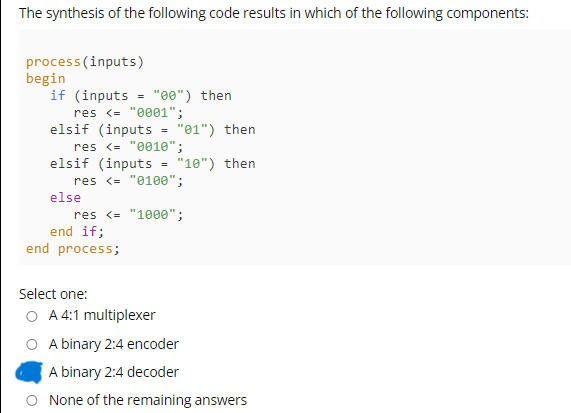 The synthesis of the following code results in which of the following components:
process(inputs)
begin
if (inputs = "00") then
res <= "0001";
elsif (inputs = "01") then
res <= "0010";
elsif (inputs = "10") then
res <= "0100";
else
res <= "1000";
end if;
end process;
Select one:
A 4:1 multiplexer
A binary 2:4 encoder
A binary 2:4 decoder
None of the remaining answers